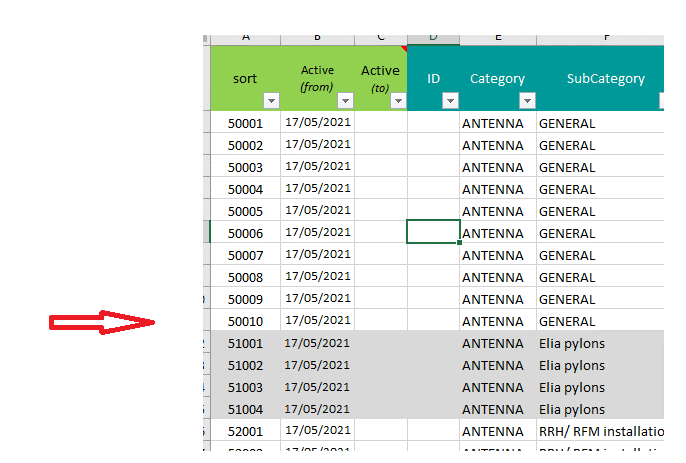 A B C D E F
sort Active (from) Active (to) ID Category SubCategory
50001 17/05/2021 ANTENNA GENERAL
50002 17/05/2021 ANTENNA GENERAL
50003 17/05/2021 ANTENNA GENERAL
50004 17/05/2021 ANTENNA GENERAL
50005 17/05/2021 ANTENNA GENERAL
50006 17/05/2021 ANTENNA GENERAL
50007 17/05/2021 ANTENNA GENERAL
50008 17/05/2021 ANTENNA GENERAL
50009 17/05/2021 ANTENNA GENERAL
50010 17/05/2021 ANTENNA GENERAL
51001 17/05/2021 ANTENNA Elia pylons
51002 17/05/2021 ANTENNA Elia pylons
51003 17/05/2021 ANTENNA Elia pylons
51004 17/05/2021 ANTENNA Elia pylons
52001 17/05/2021 ANTENNA RRH/ RFM installatio